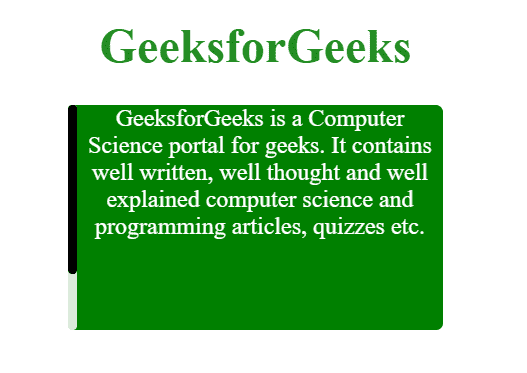 GeeksforGeeks
GeeksforGeeks is a Computer
Science portal for geeks. It contains
well written, well thought and well
explained computer science and
programming articles, quizzes etc.